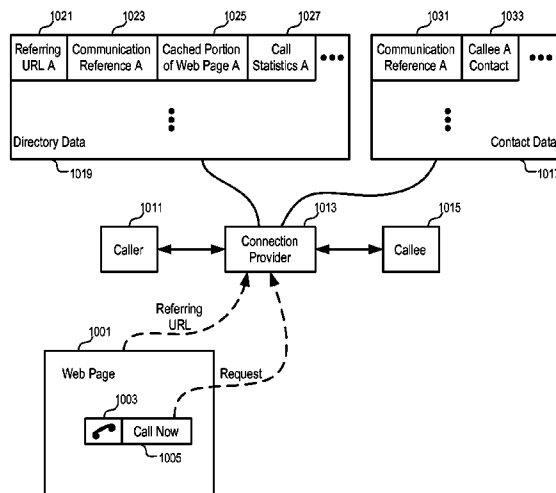 1021
1023
1025
1027
1031
1033
Referring
URL A
Communication
Reference A
Cached Portion
of Web Page A
Call
Statistics A
Communication
Reference A
Callee A
Contact
Directory Data
Contact Data
1019
1017
1011
1013
1015
Caller
Connection
Provider
Callee
Referring
URL
1001
Web Page
Request
1003
Call Now
1005